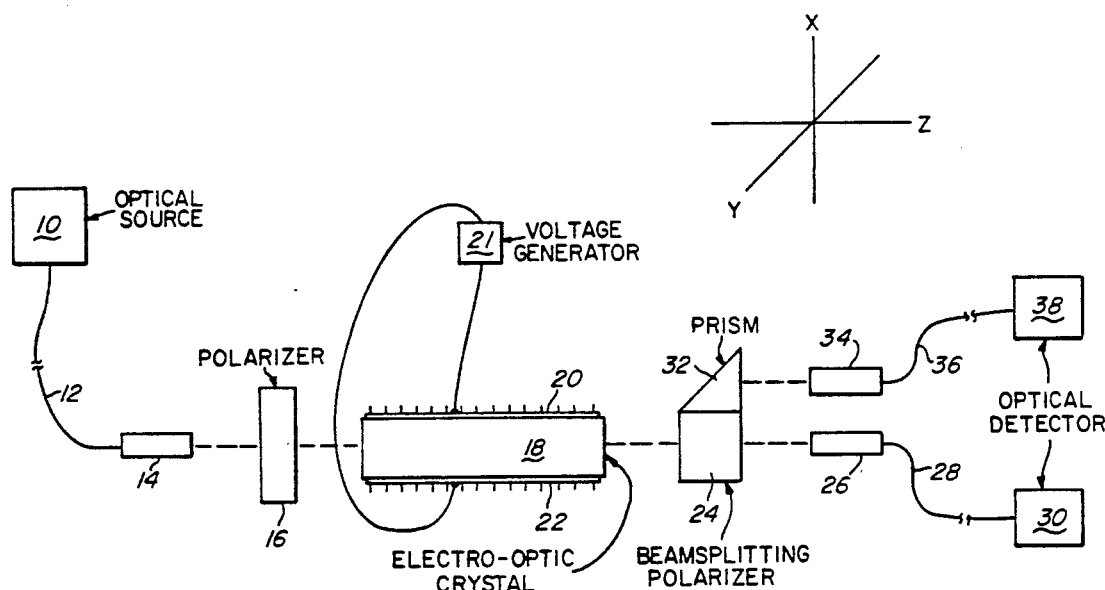 X
Z
Y
10
OPTICAL
SOURCE
21
VOLTAGE
GENERATOR
38
PRISM
34
32
36
POLARIZER
12
20
OPTICAL
DETECTOR
18
14
26
28
16
22
24
30
ELECTRO-OPTIC
CRYSTAL
BEAMSPLITTING
POLARIZER